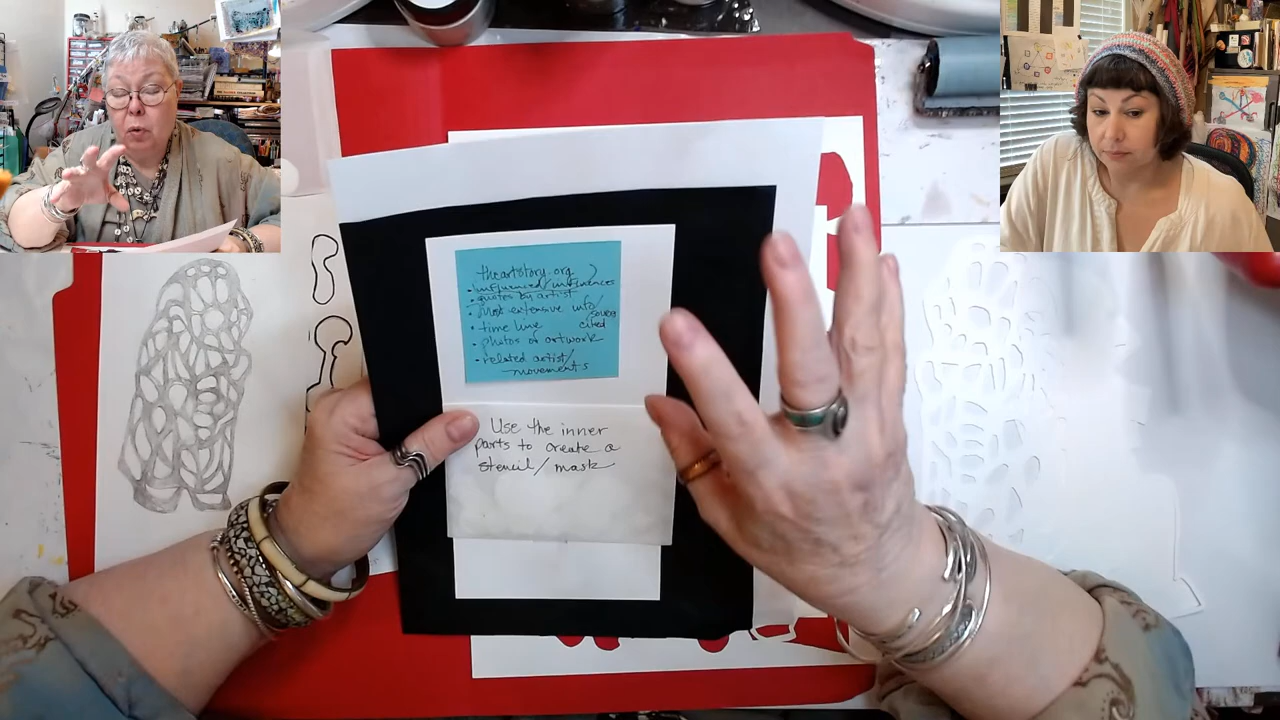 theartstory.org
• influenced/influences
• quotes by artist
• Most extensive info/
sources
• time line cited
• photos of artwork
• related artist/
movements
Use the inner
parts to create a
stencil/mask